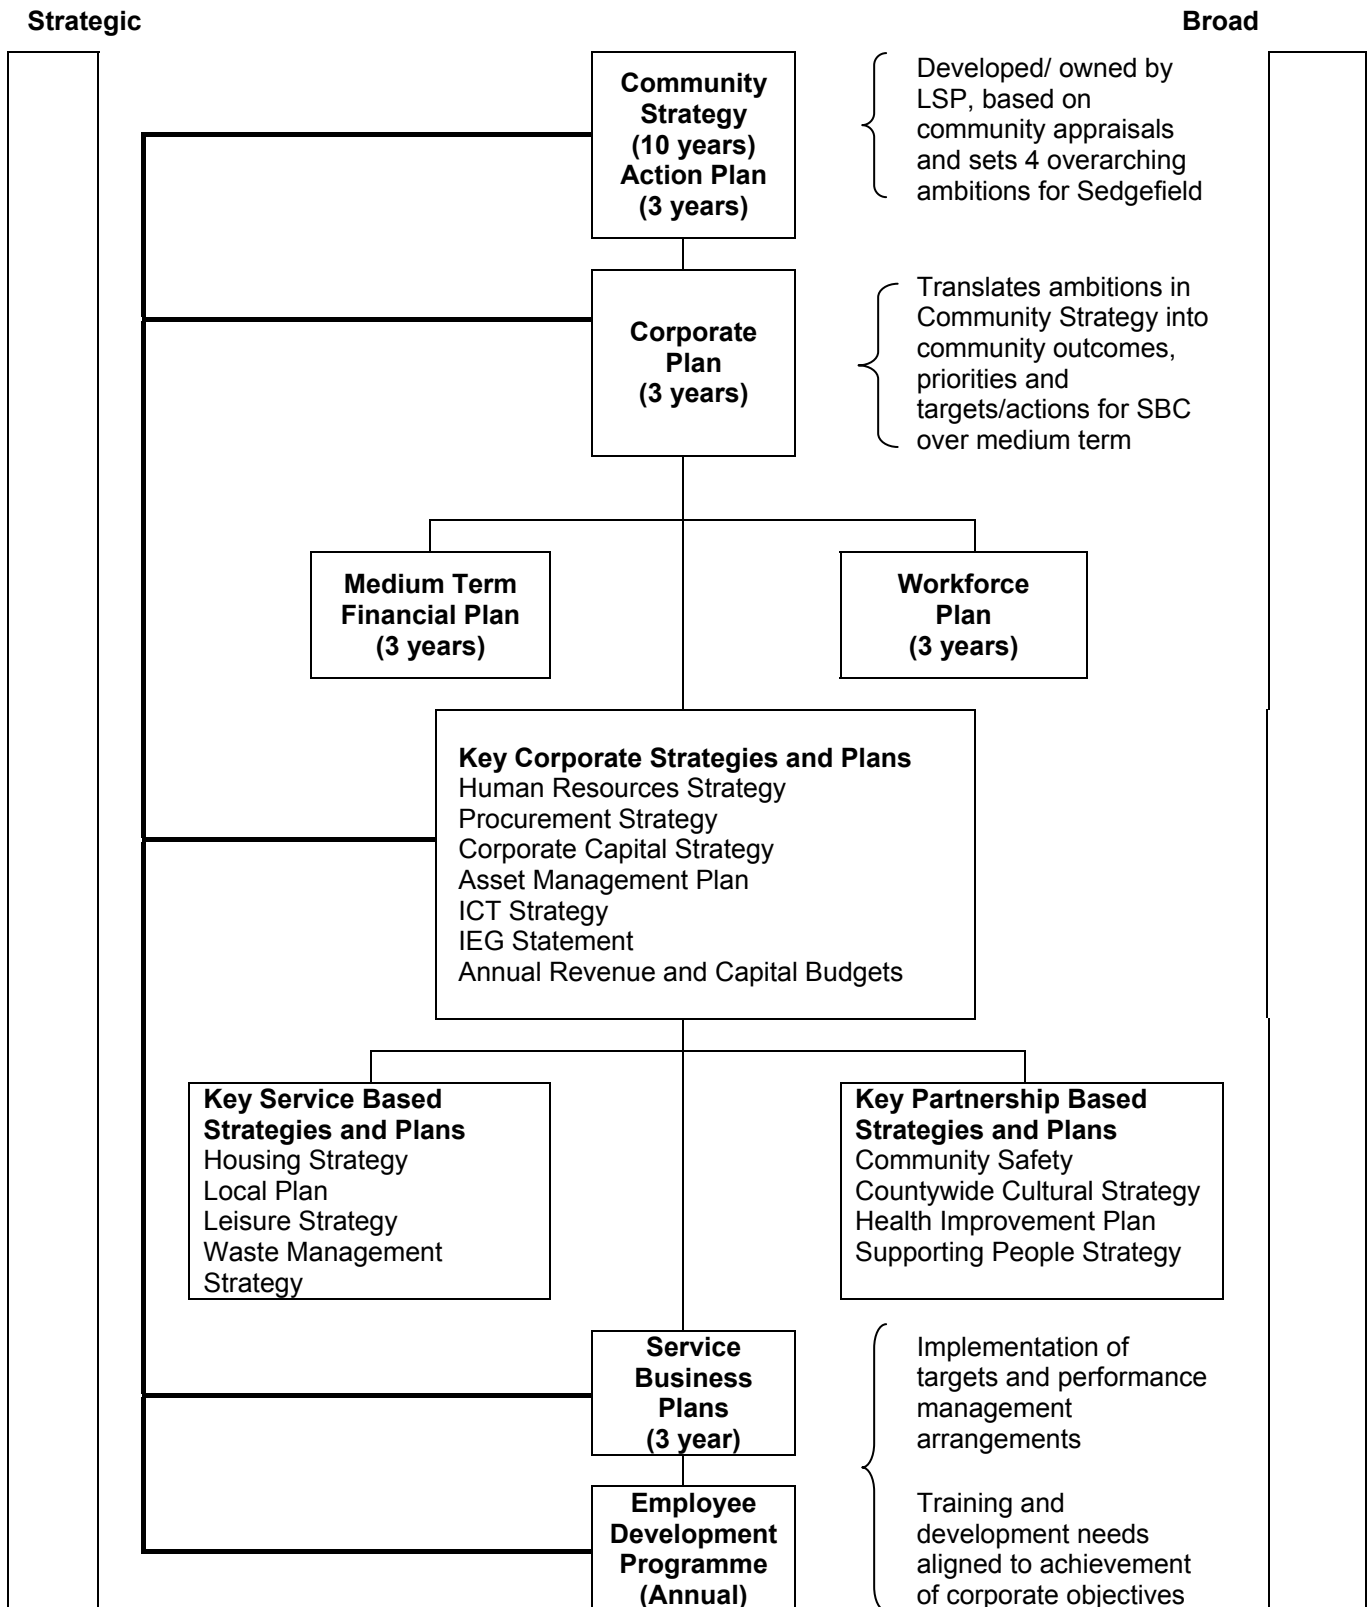 Strategic
Broad
Community
Strategy
(10 years)
Action Plan
(3 years)
Developed/ owned by
LSP, based on
community appraisals
and sets 4 overarching
ambitions for Sedgefield
Corporate
Plan
(3 years)
Translates ambitions in
Community Strategy into
community outcomes,
priorities and
targets/actions for SBC
over medium term
Medium Term
Financial Plan
(3 years)
Workforce
Plan
(3 years)
Key Corporate Strategies and Plans
Human Resources Strategy
Procurement Strategy
Corporate Capital Strategy
Asset Management Plan
ICT Strategy
IEG Statement
Annual Revenue and Capital Budgets
Key Service Based
Strategies and Plans
Housing Strategy
Local Plan
Leisure Strategy
Waste Management
Strategy
Key Partnership Based
Strategies and Plans
Community Safety
Countywide Cultural Strategy
Health Improvement Plan
Supporting People Strategy
Service
Business
Plans
(3 year)
Implementation of
targets and performance
management
arrangements
Employee
Development
Programme
(Annual)
Training and
development needs
aligned to achievement
of corporate objectives